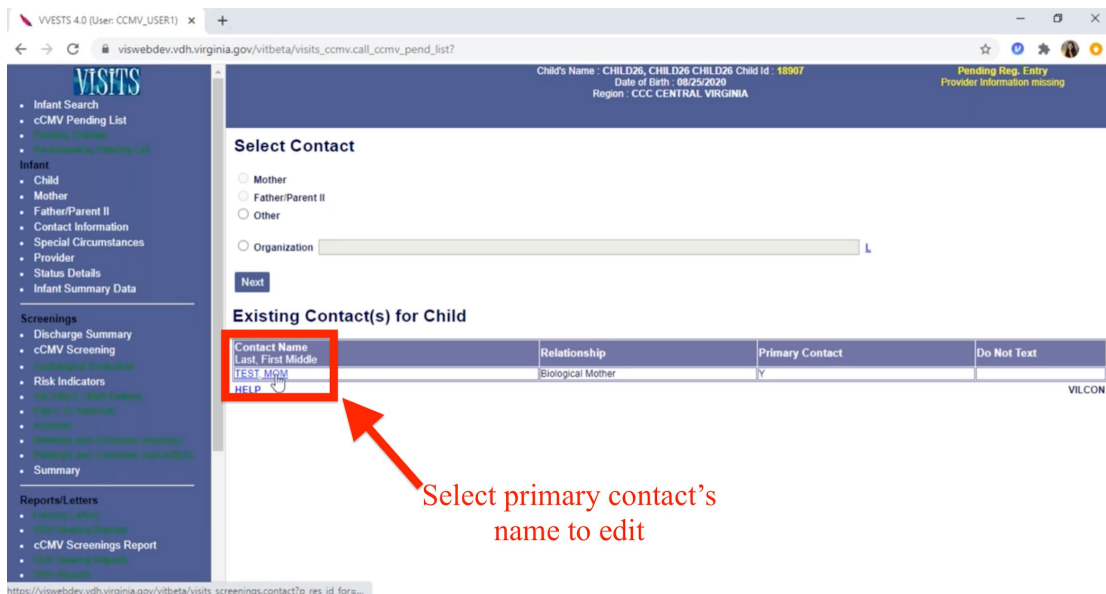 VVESTS 4.0 (User: CCMV_USER1)
viswebdev.vdh.virginia.gov/vitbeta/visits_ccmv.call_ccmv_pend_list?
VISITS
Infant Search
cCMV Pending List
Infant
Child
Mother
Father/Parent II
Contact Information
Special Circumstances
Provider
Status Details
Infant Summary Data
Screenings
Discharge Summary
cCMV Screening
Risk Indicators
Summary
Reports/Letters
cCMV Screenings Report
Child's Name : CHILD26, CHILD26 CHILD26 Child Id : 18907
Date of Birth : 08/25/2020
Region : CCC CENTRAL VIRGINIA
Pending Reg. Entry
Provider Information missing
Select Contact
Mother
Father/Parent II
Other
Organization L
Next
Existing Contact(s) for Child
Contact Name
Last, First Middle
Relationship
Primary Contact
Do Not Text
TEST, MOM
Biological Mother
Y
HELP
VILCON
Select primary contact's
name to edit
https://viswebdev.vdh.virginia.gov/vitbeta/visits_screenings.contact?p_res_id_for=...